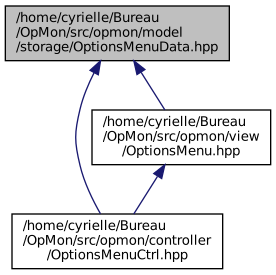 /home/cyrielle/Bureau
/OpMon/src/opmon/model
/storage/OptionsMenuData.hpp
/home/cyrielle/Bureau
/OpMon/src/opmon/view
/OptionsMenu.hpp
/home/cyrielle/Bureau
/OpMon/src/opmon/controller
/OptionsMenuCtrl.hpp